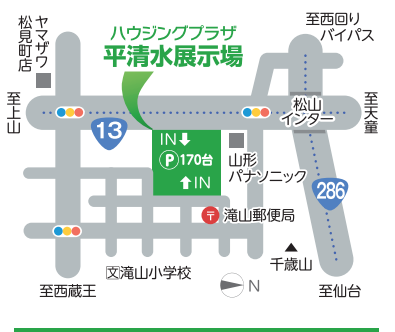 ハウジングプラザ
平清水展示場
至西回り
バイパス
ヤマザワ
松見町店
至上山
13
松山
インター
至天童
IN
P 170台
IN
山形
パナソニック
286
〒 滝山郵便局
千歳山
文 滝山小学校
N
至西蔵王
至仙台